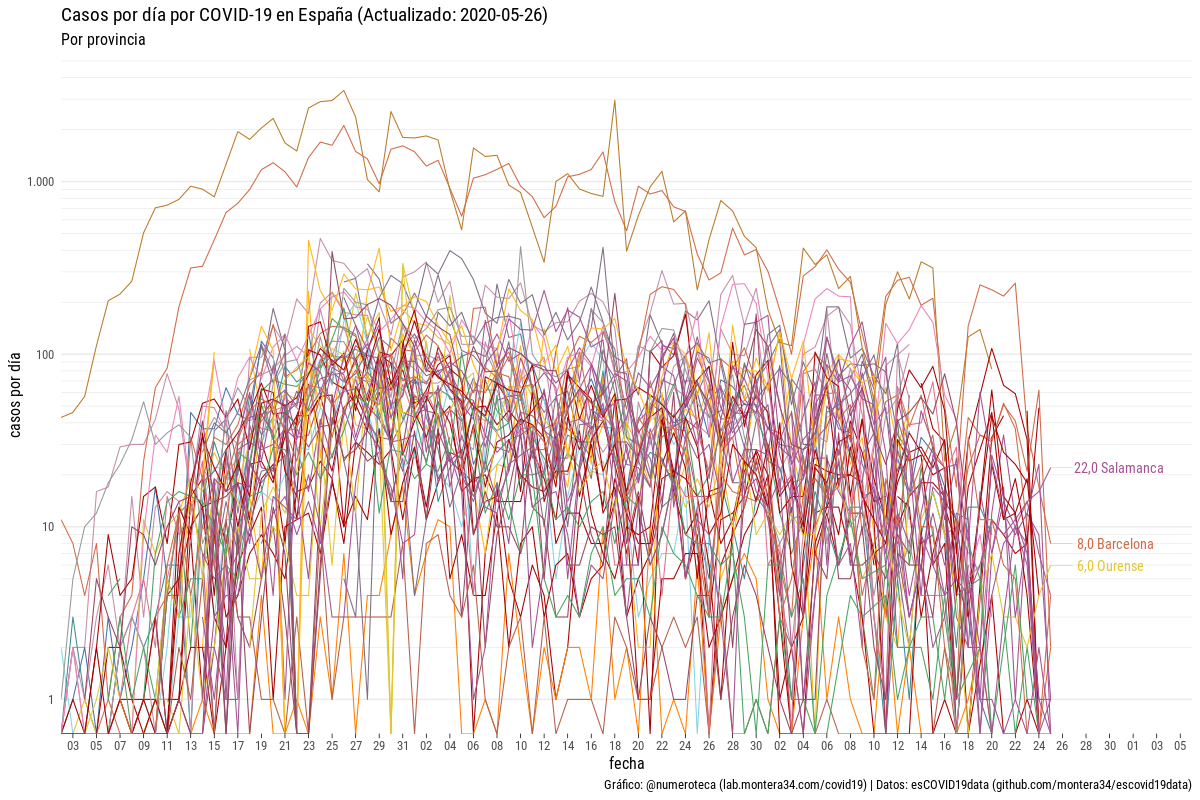 Casos por día por COVID-19 en España (Actualizado: 2020-05-26)
Por provincia
casos por día
1.000
100
10
1
22,0 Salamanca
8,0 Barcelona
6,0 Ourense
03 05 07 09 11 13 15 17 19 21 23 25 27 29 31 02 04 06 08 10 12 14 16 18 20 22 24 26 28 30 02 04 06 08 10 12 14 16 18 20 22 24 26 28 30 01 03 05
fecha
Gráfico: @numeroteca (lab.montera34.com/covid19) | Datos: esCOVID19data (github.com/montera34/escovid19data)